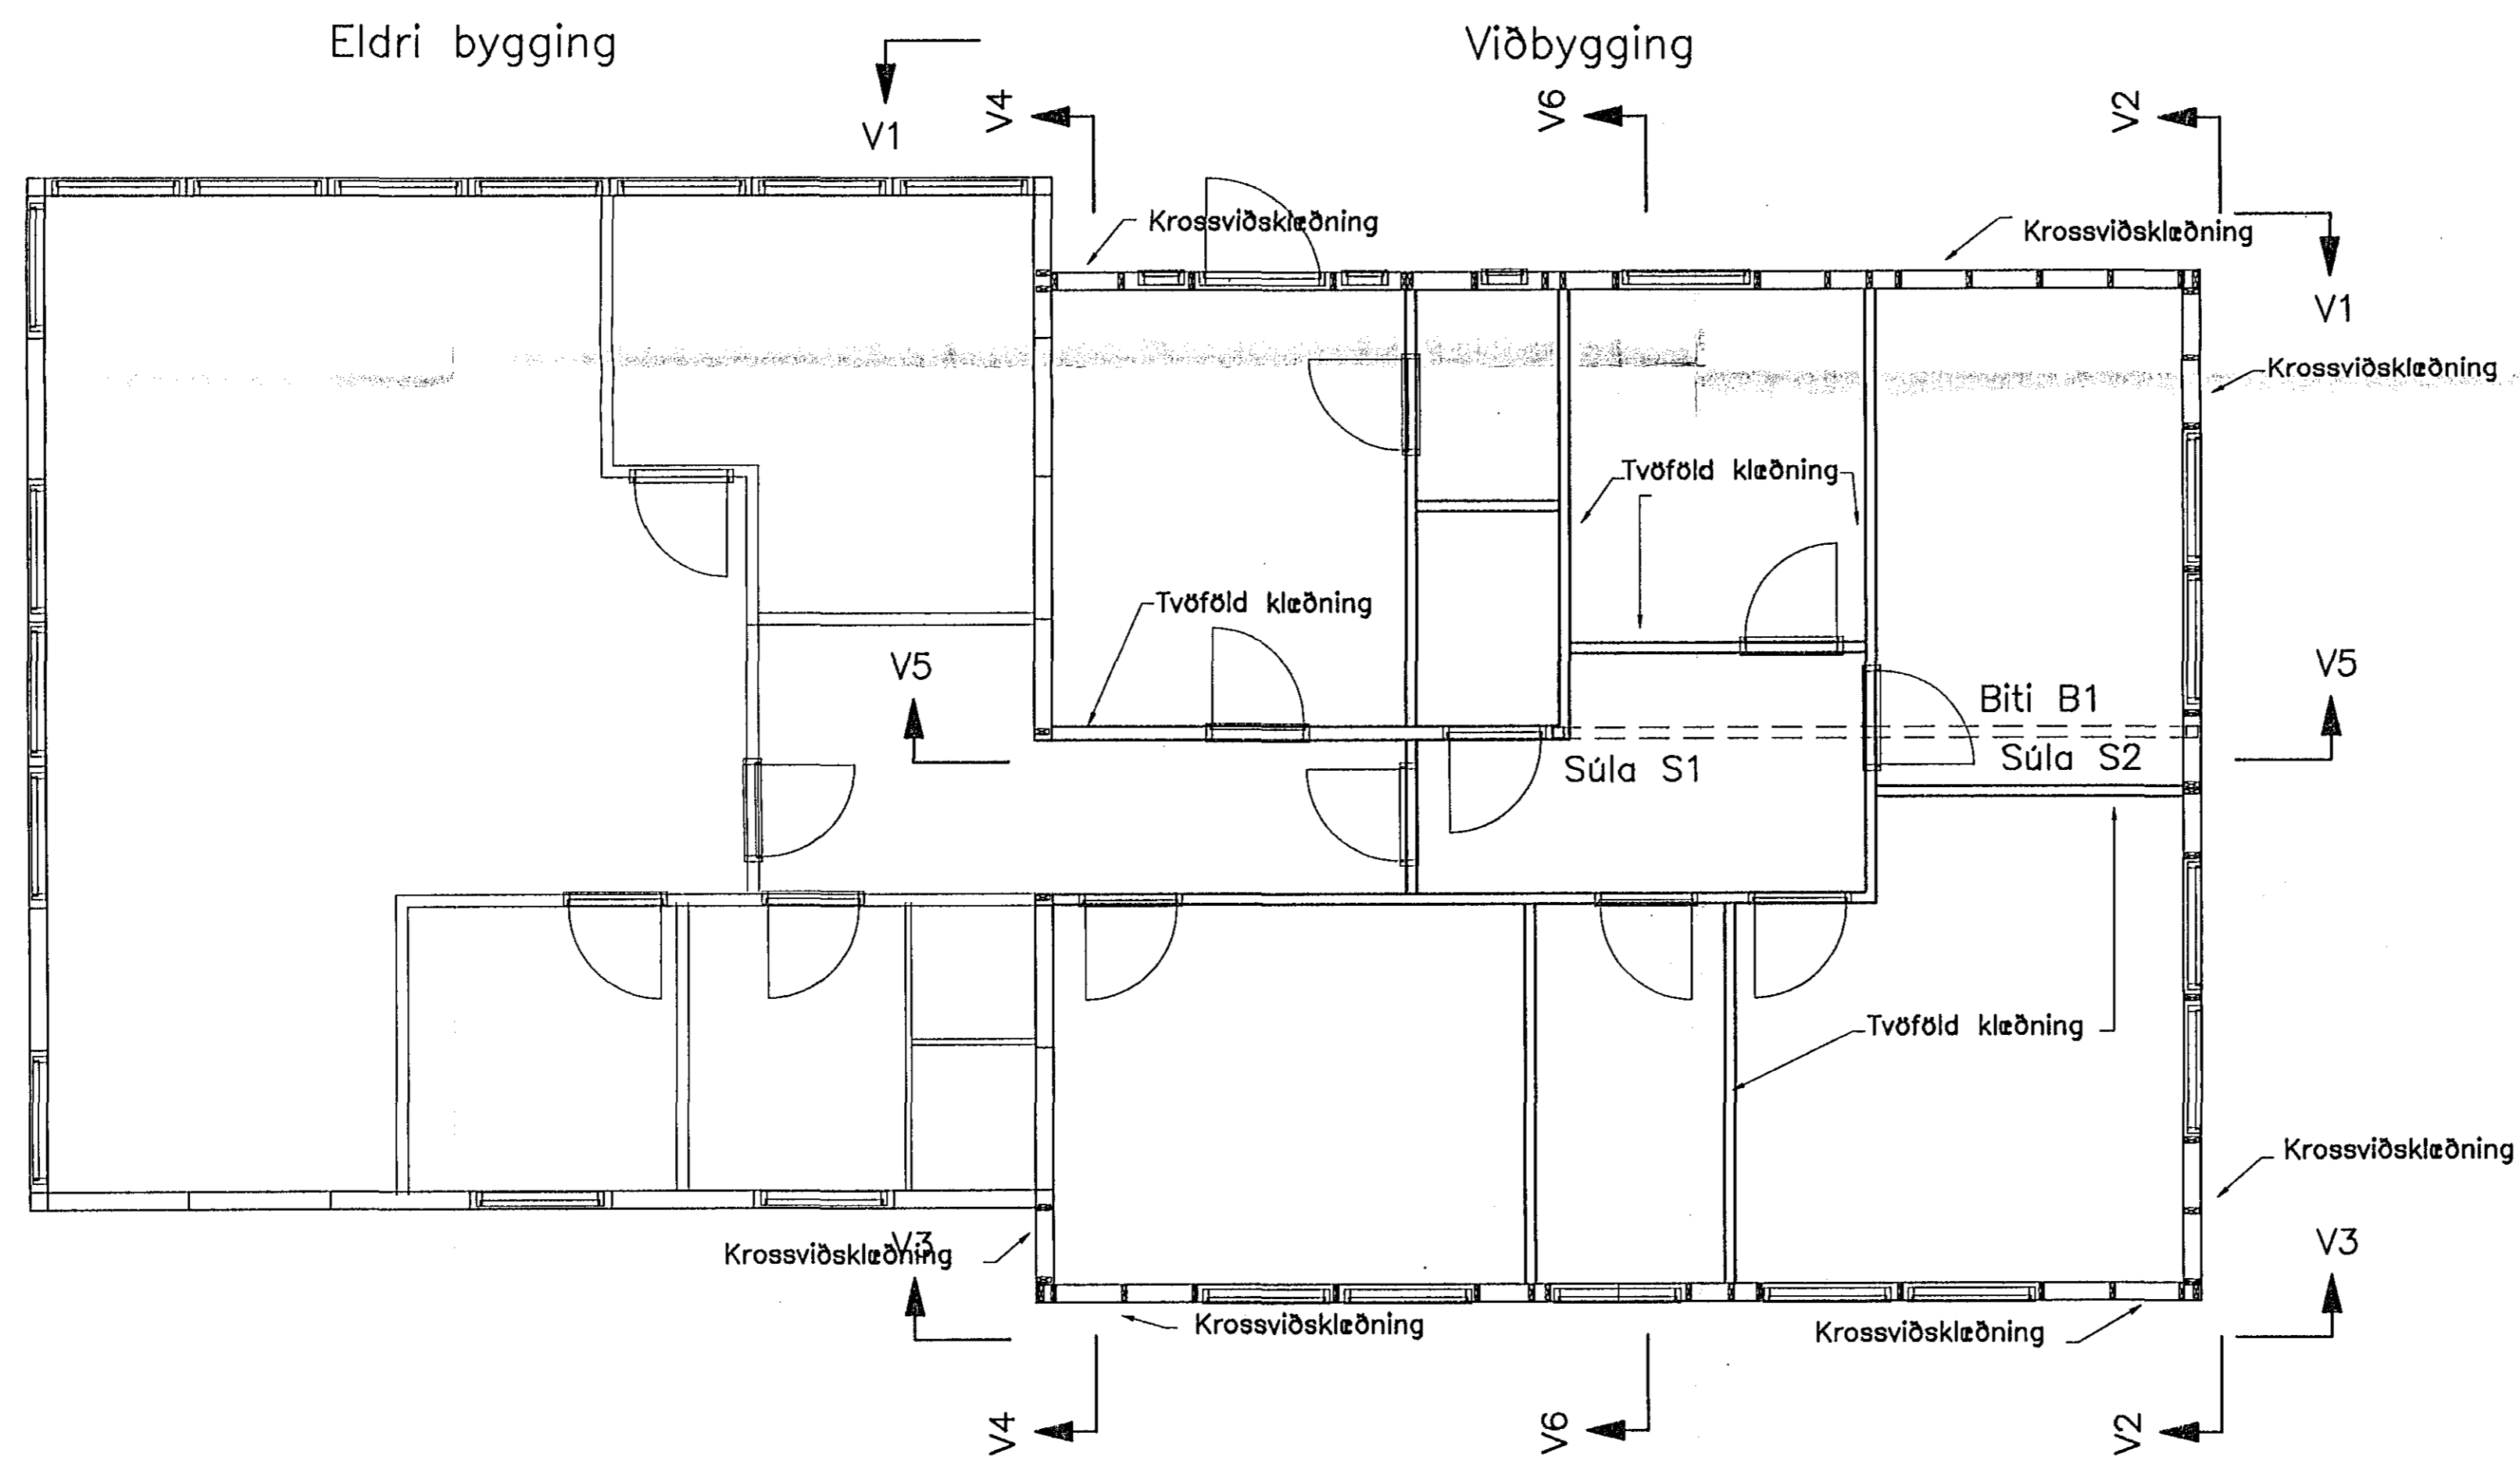 Eldri bygging
Viðbygging
V1
V4
V6
V2
Krossviðsklæðning
Krossviðsklæðning
V1
Krossviðsklæðning
Tvöföld klæðning
Tvöföld klæðning
V5
V5
Biti B1
Súla S1
Súla S2
Tvöföld klæðning
Krossviðsklæðning
V3
Krossviðsklæðning
V3
Krossviðsklæðning
Krossviðsklæðning
V4
V6
V2